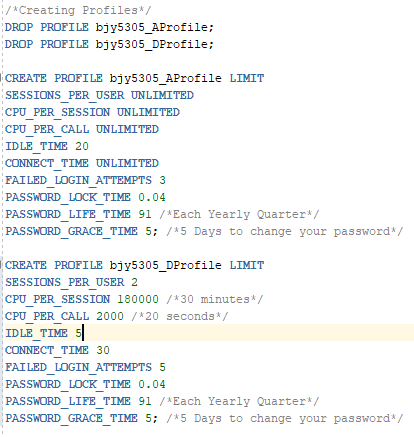 /*Creating Profiles*/
DROP PROFILE bjy5305_AProfile;
DROP PROFILE bjy5305_DProfile;
CREATE PROFILE bjy5305_AProfile LIMIT
SESSIONS_PER_USER UNLIMITED
CPU_PER_SESSION UNLIMITED
CPU_PER_CALL UNLIMITED
IDLE_TIME 20
CONNECT_TIME UNLIMITED
FAILED_LOGIN_ATTEMPTS 3
PASSWORD_LOCK_TIME 0.04
PASSWORD_LIFE_TIME 91 /*Each Yearly Quarter*/
PASSWORD_GRACE_TIME 5; /*5 Days to change your password*/
CREATE PROFILE bjy5305_DProfile LIMIT
SESSIONS_PER_USER 2
CPU_PER_SESSION 180000 /*30 minutes*/
CPU_PER_CALL 2000 /*20 seconds*/
IDLE_TIME 5
CONNECT_TIME 30
FAILED_LOGIN_ATTEMPTS 5
PASSWORD_LOCK_TIME 0.04
PASSWORD_LIFE_TIME 91 /*Each Yearly Quarter*/
PASSWORD_GRACE_TIME 5; /*5 Days to change your password*/